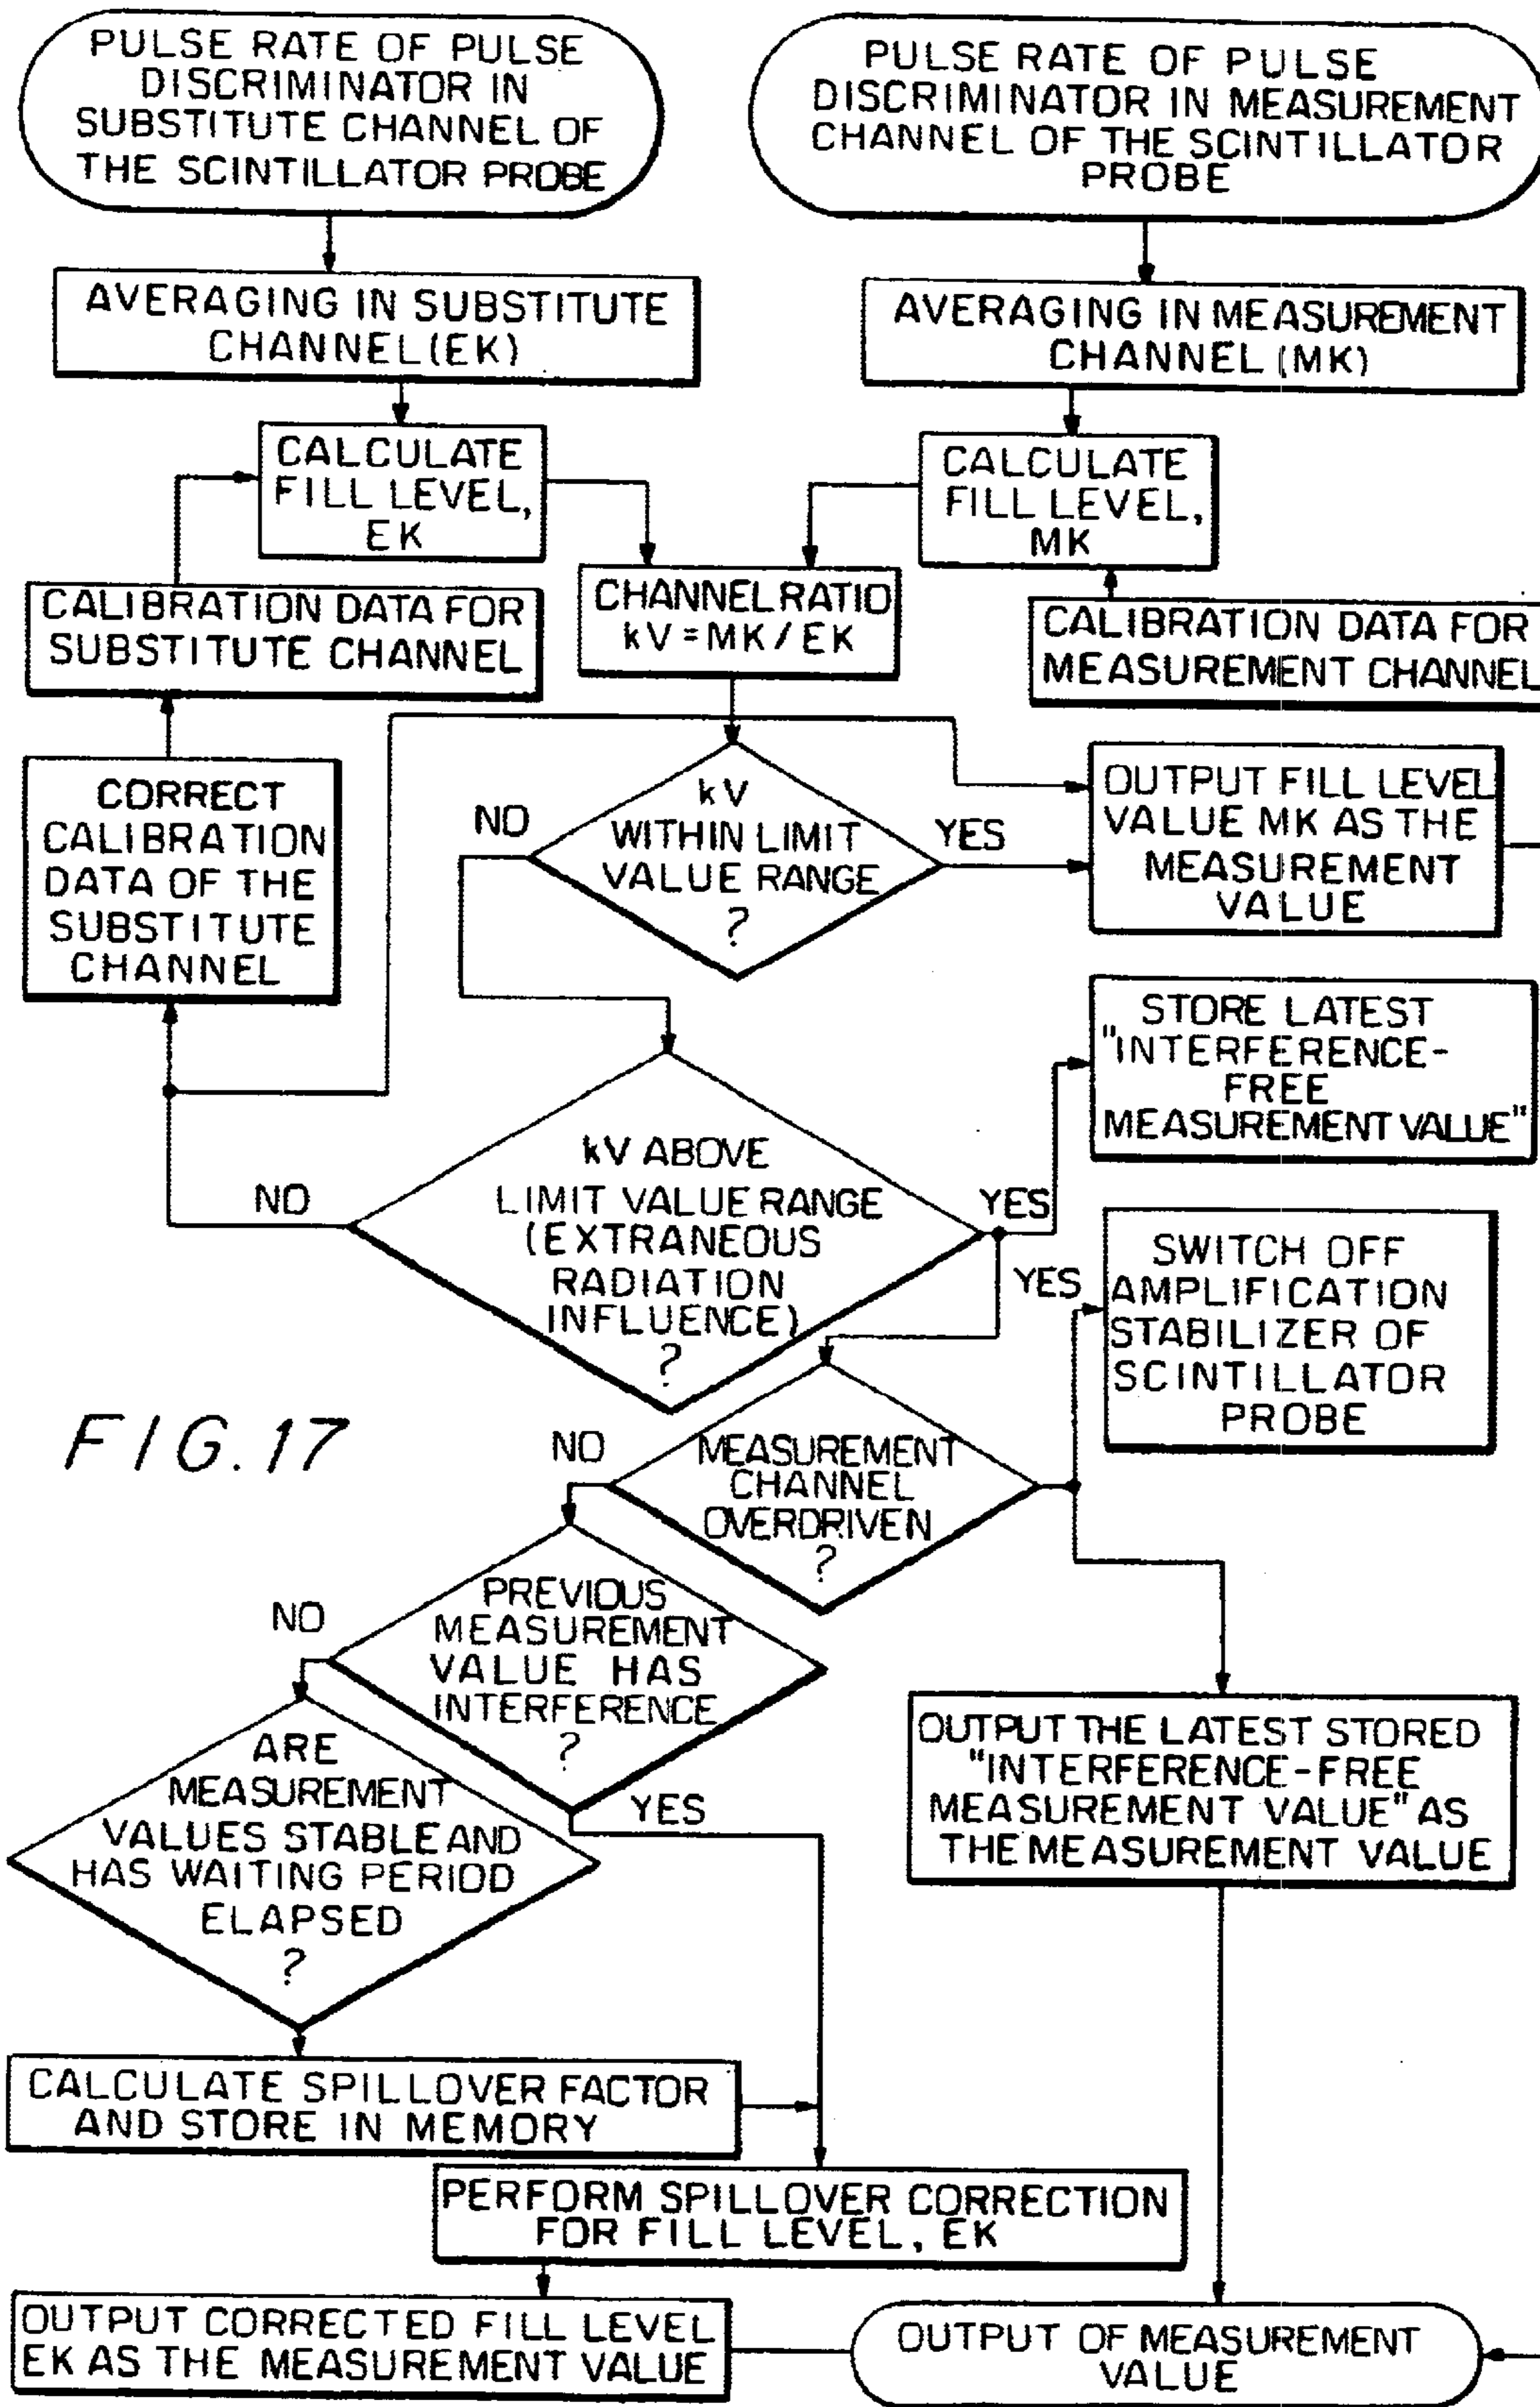 PULSE RATE OF PULSE
DISCRIMINATOR IN
SUBSTITUTE CHANNEL OF
THE SCINTILLATOR PROBE
PULSE RATE OF PULSE
DISCRIMINATOR IN MEASUREMENT
CHANNEL OF THE SCINTILLATOR
PROBE
AVERAGING IN SUBSTITUTE
CHANNEL (EK)
AVERAGING IN MEASUREMENT
CHANNEL (MK)
CALCULATE
FILL LEVEL,
EK
CALCULATE
FILL LEVEL,
MK
CALIBRATION DATA FOR
SUBSTITUTE CHANNEL
CHANNEL RATIO
kV = MK / EK
CALIBRATION DATA FOR
MEASUREMENT CHANNEL
CORRECT
CALIBRATION
DATA OF THE
SUBSTITUTE
CHANNEL
NO
kV
WITHIN LIMIT
VALUE RANGE
?
YES
OUTPUT FILL LEVEL
VALUE MK AS THE
MEASUREMENT
VALUE
STORE LATEST
"INTERFERENCE-
FREE
MEASUREMENT VALUE"
NO
kV ABOVE
LIMIT VALUE RANGE
(EXTRANEOUS
RADIATION
INFLUENCE)
?
YES
YES
SWITCH OFF
AMPLIFICATION
STABILIZER OF
SCINTILLATOR
PROBE
FIG. 17
NO
MEASUREMENT
CHANNEL
OVERDRIVEN
?
NO
PREVIOUS
MEASUREMENT
VALUE HAS
INTERFERENCE
?
YES
ARE
MEASUREMENT
VALUES STABLE AND
HAS WAITING PERIOD
ELAPSED
?
OUTPUT THE LATEST STORED
"INTERFERENCE-FREE
MEASUREMENT VALUE" AS
THE MEASUREMENT VALUE
CALCULATE SPILLOVER FACTOR
AND STORE IN MEMORY
PERFORM SPILLOVER CORRECTION
FOR FILL LEVEL, EK
OUTPUT CORRECTED FILL LEVEL
EK AS THE MEASUREMENT VALUE
OUTPUT OF MEASUREMENT
VALUE